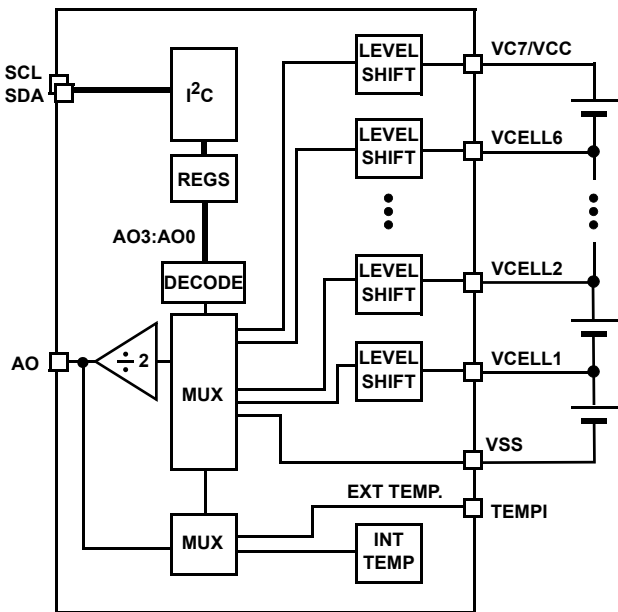 LEVEL
SHIFT
VC7/VCC
SCL
SDA
I²C
LEVEL
SHIFT
VCELL6
REGS
AO3:AO0
DECODE
LEVEL
SHIFT
VCELL2
AO
÷ 2
MUX
LEVEL
SHIFT
VCELL1
VSS
EXT TEMP.
TEMPI
MUX
INT
TEMP